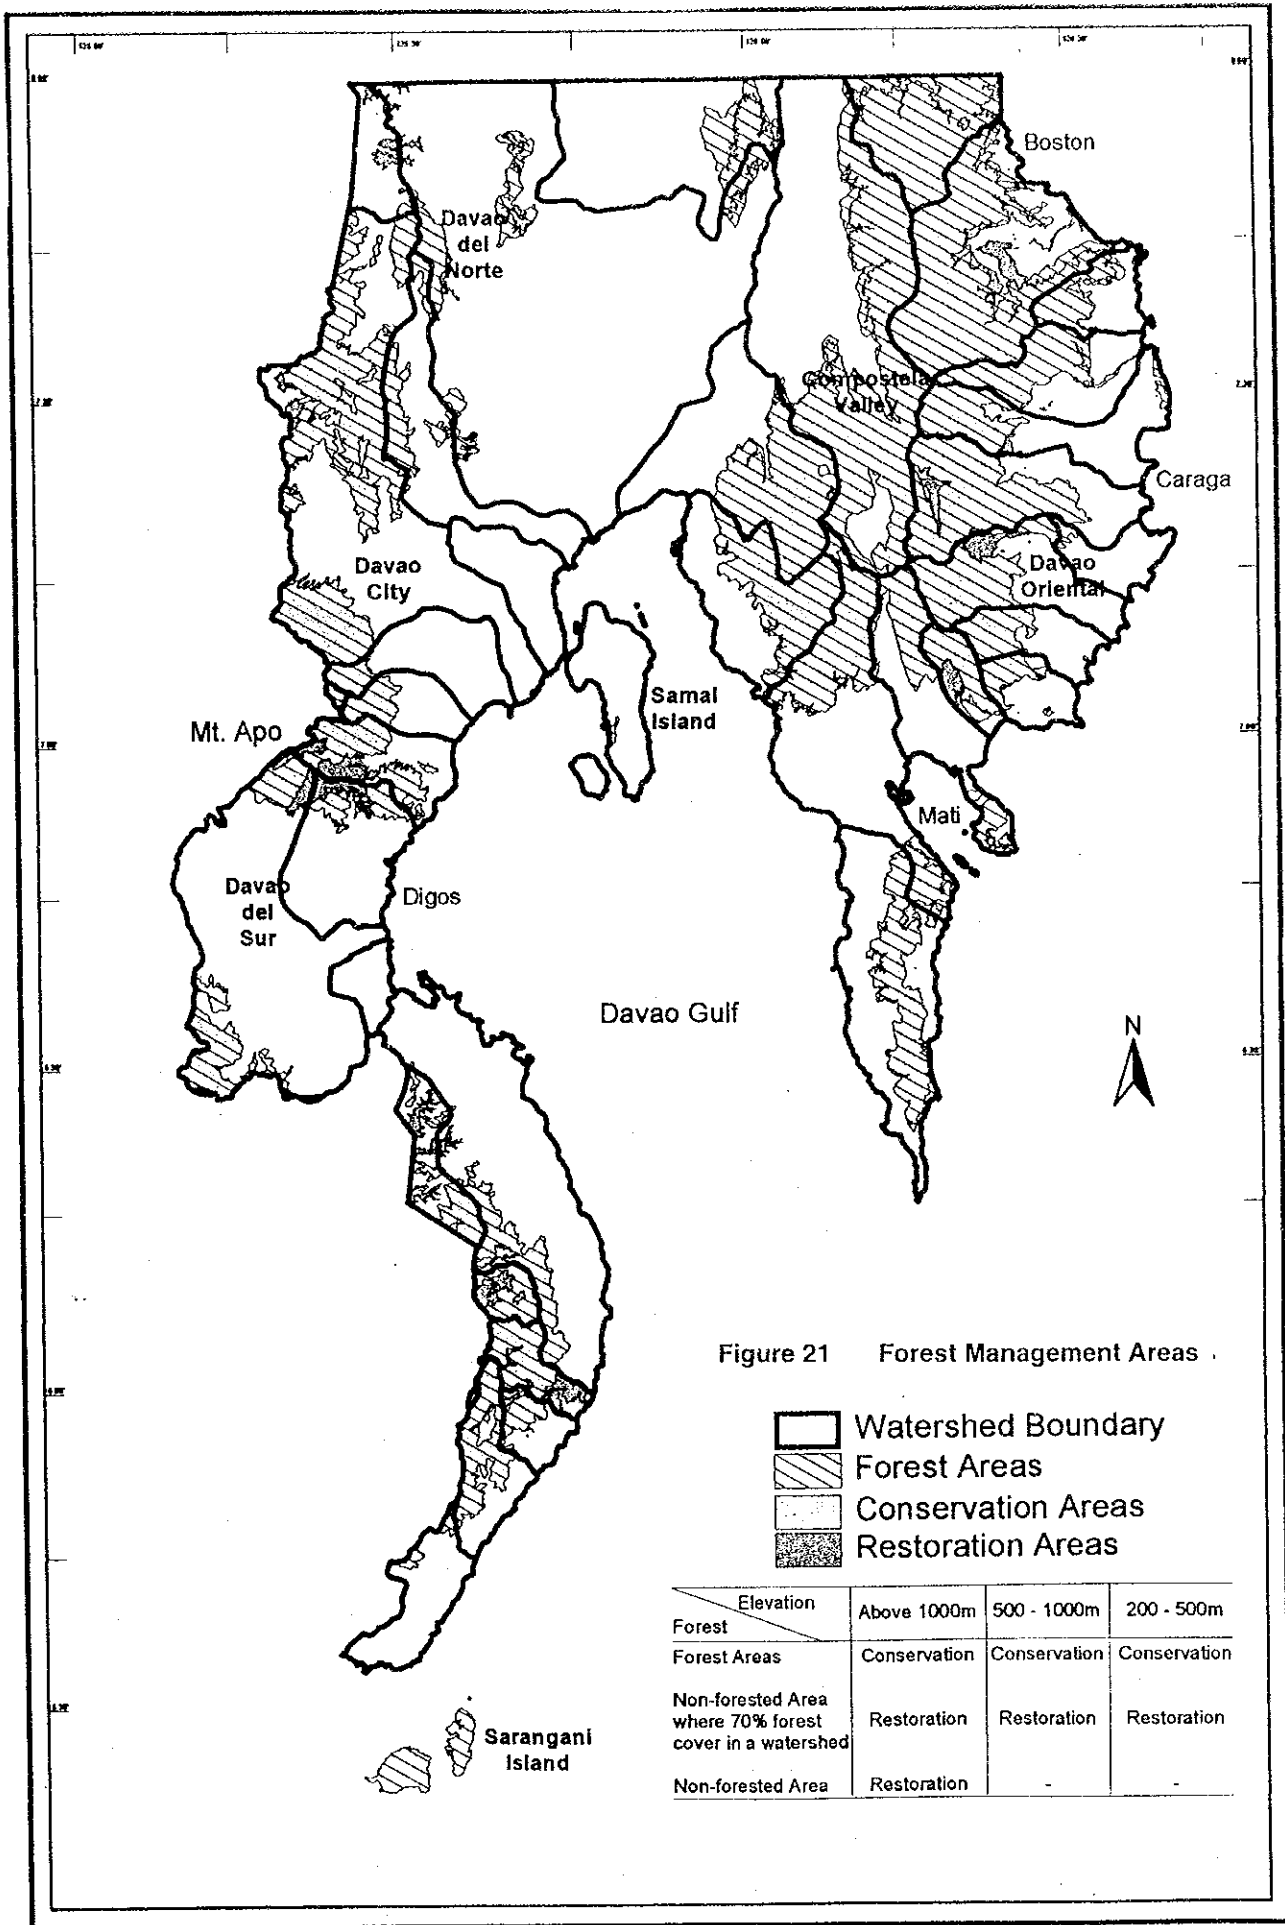 Boston
Davao
del
Norte
Compostela
Valley
Caraga
Davao
City
Davao
Oriental
Samal
Island
Mt. Apo
Mati
Davao
del
Sur
Digos
Davao Gulf
N
Figure 21 Forest Management Areas
Watershed Boundary
Forest Areas
Conservation Areas
Restoration Areas
Elevation
Forest
Above 1000m 500 - 1000m 200 - 500m
Forest Areas Conservation Conservation Conservation
Non-forested Area
where 70% forest
cover in a watershed
Restoration Restoration Restoration
Non-forested Area Restoration - -
Sarangani
Island